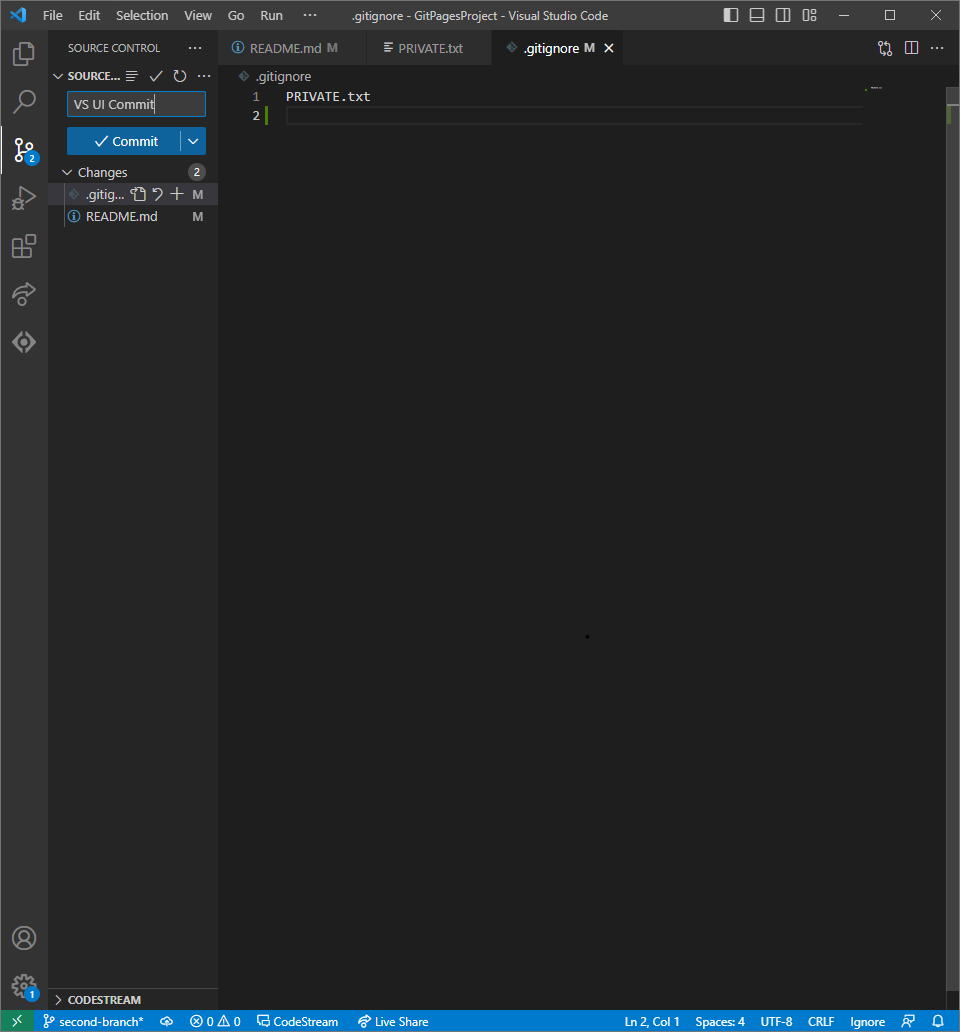 File Edit Selection View Go Run ··· .gitignore - GitPagesProject - Visual Studio Code
SOURCE CONTROL ···
README.md M PRIVATE.txt .gitignore M ···
SOURCE... ···
.gitignore
VS UI Commit
1 PRIVATE.txt
2
Commit
Changes 2
.gitig... M
README.md M
2
1
CODESTREAM
second-branch* 0 0 CodeStream Live Share Ln 2, Col 1 Spaces: 4 UTF-8 CRLF Ignore